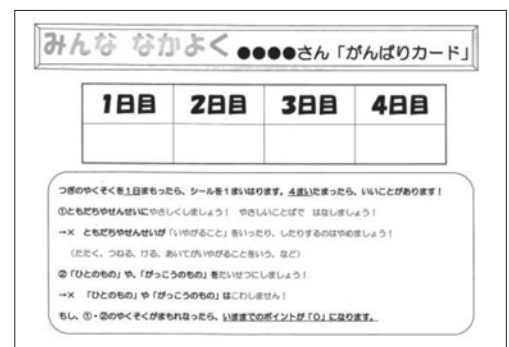 みんな なかよく ●●●●さん「がんばりカード」
1日目 2日目 3日目 4日目
つぎのやくそくを1日まもったら、シールを1まいはります。4まいたまったら、いいことがあります!
①ともだちやせんせいにやさしくしましょう! やさしいことばで はなしましょう!
→× ともだちやせんせいが「いやがること」をいったり、したりするのはやめましょう!
(たたく、つねる、ける、あいてがいやがることをいう、など)
②「ひとのもの」や、「がっこうのもの」をたいせつにしましょう!
→× 「ひとのもの」や「がっこうのもの」はこわしません!
もし、①・②のやくそくがまもれなったら、いままでのポイントが「0」になります。